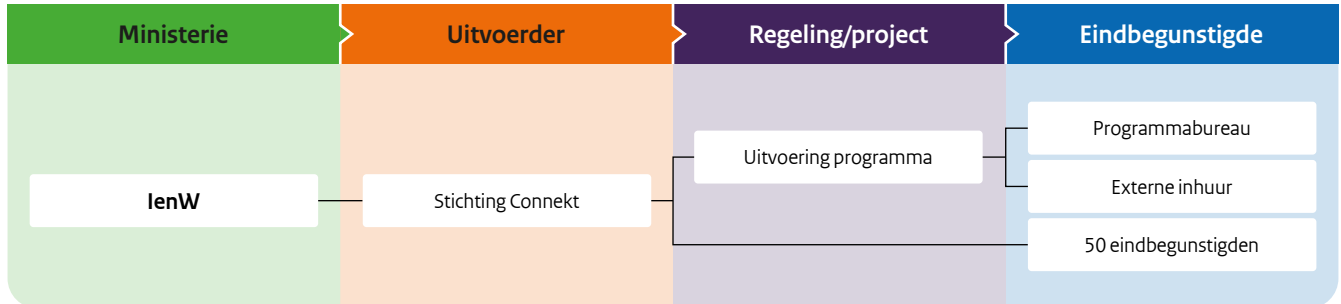 Ministerie
Uitvoerder
Regeling/project
Eindbegunstigde
IenW
Stichting Connekt
Uitvoering programma
Programmabureau
Externe inhuur
50 eindbegunstigden